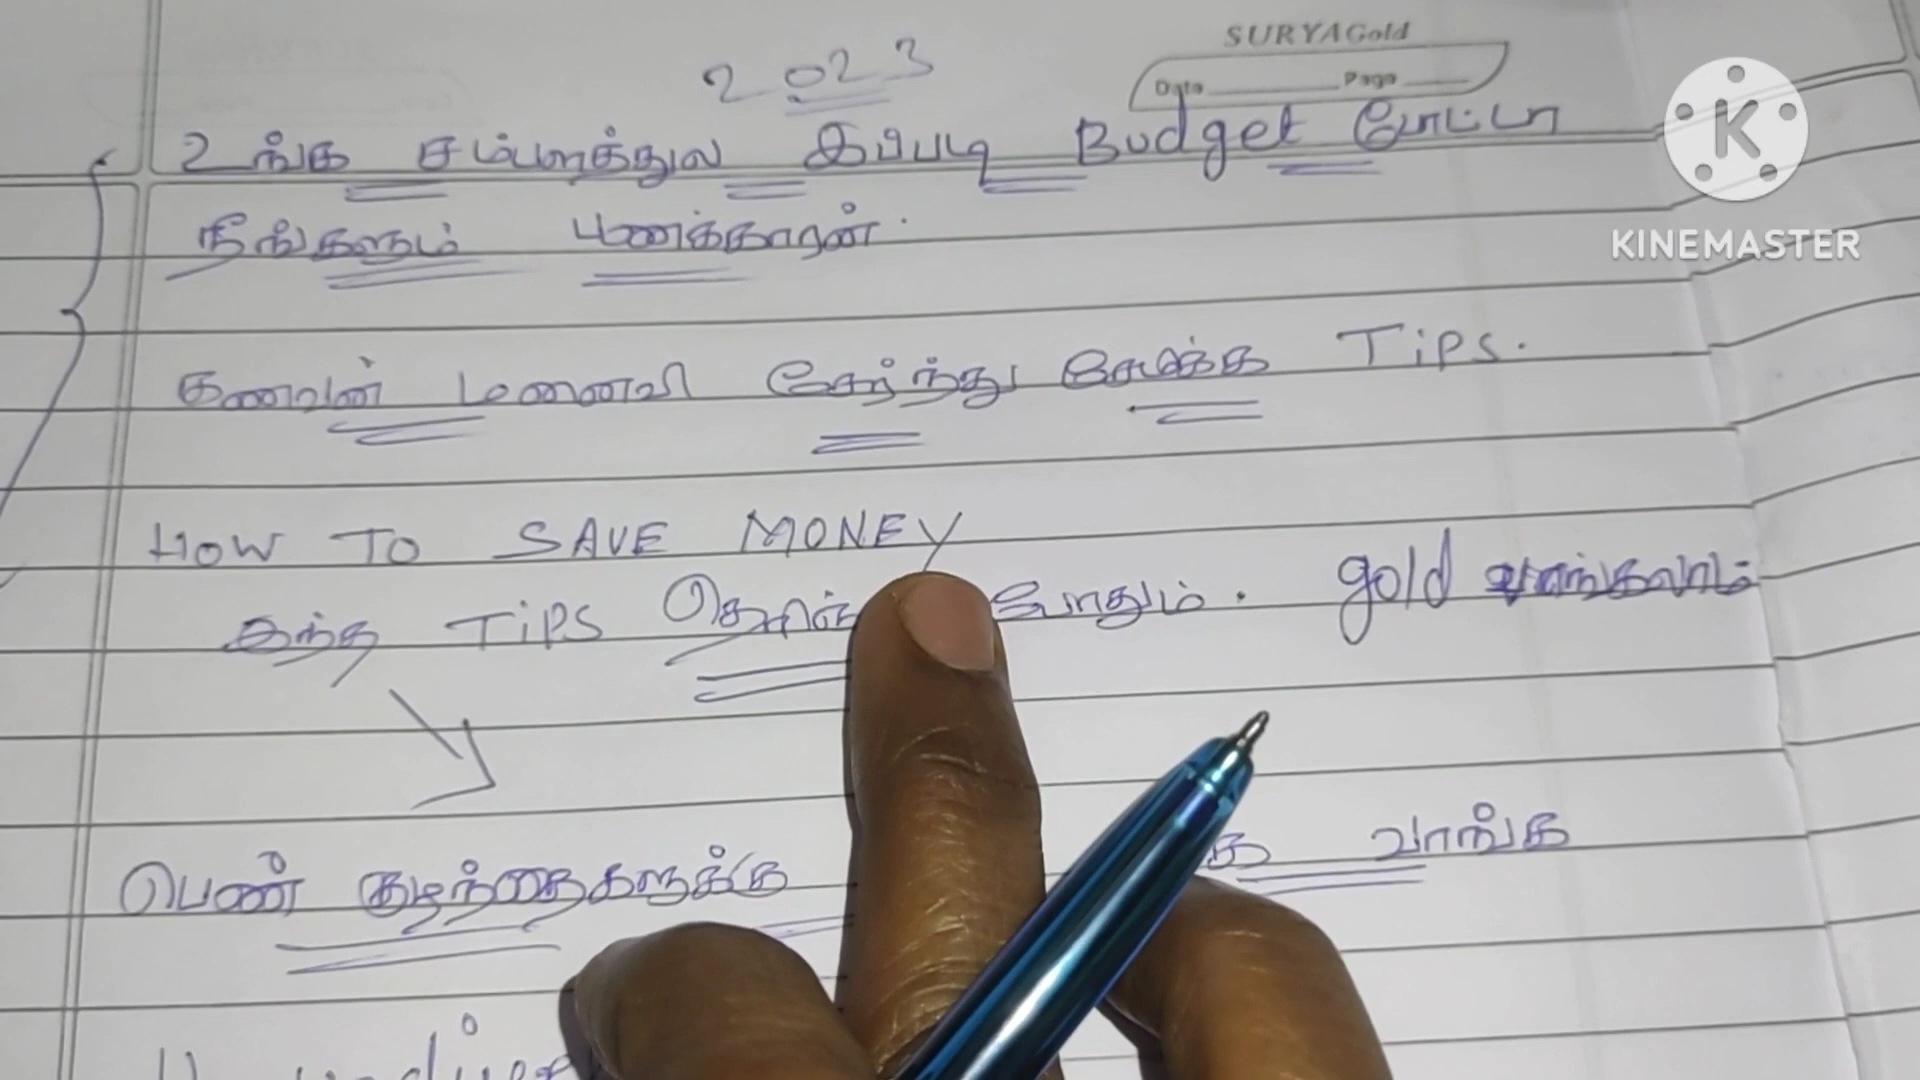 SURYAGold
Date Page
2023
உங்க சம்பளத்துல இப்படி Budget போட்டா
நீங்களும் பணக்காரன்.
கணவன் மனைவி சேர்ந்து சேமிக்க Tips.
HOW TO SAVE MONEY
இந்த TiPS போதும். gold வாங்கலாம்
பெண் குழந்தைகளுக்கு வாங்க
KINEMASTER